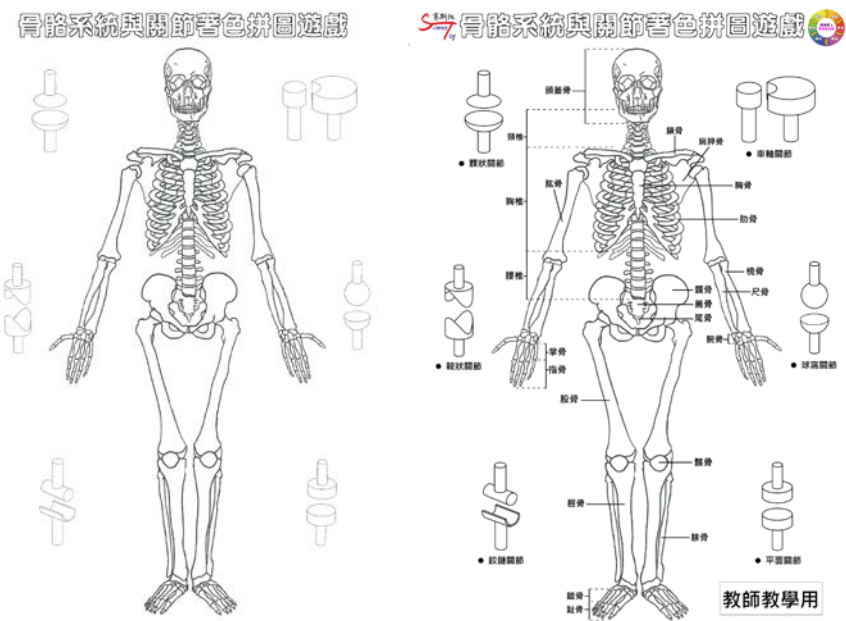 骨骼系統與關節著色拼圖遊戲
骨骼系統與關節著色拼圖遊戲
頭蓋骨
頸椎
鎖骨
肩胛骨
● 髁狀關節
● 車軸關節
肱骨
胸骨
胸椎
肋骨
腰椎
橈骨
髖骨
尺骨
薦骨
尾骨
腕骨
掌骨
● 鞍狀關節
指骨
● 球窩關節
股骨
髕骨
脛骨
腓骨
● 鉸鏈關節
● 平面關節
跗骨
趾骨
教師教學用